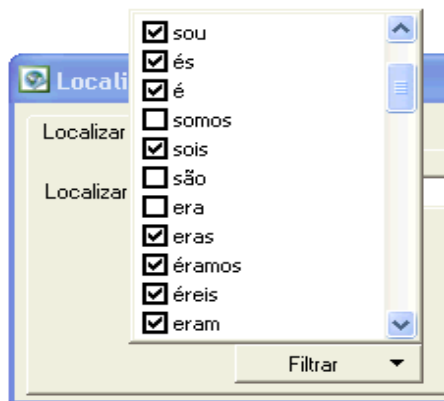 sou
és
Locali
é
somos
Localizar
sois
são
Localizar
era
eras
éramos
éreis
eram
Filtrar